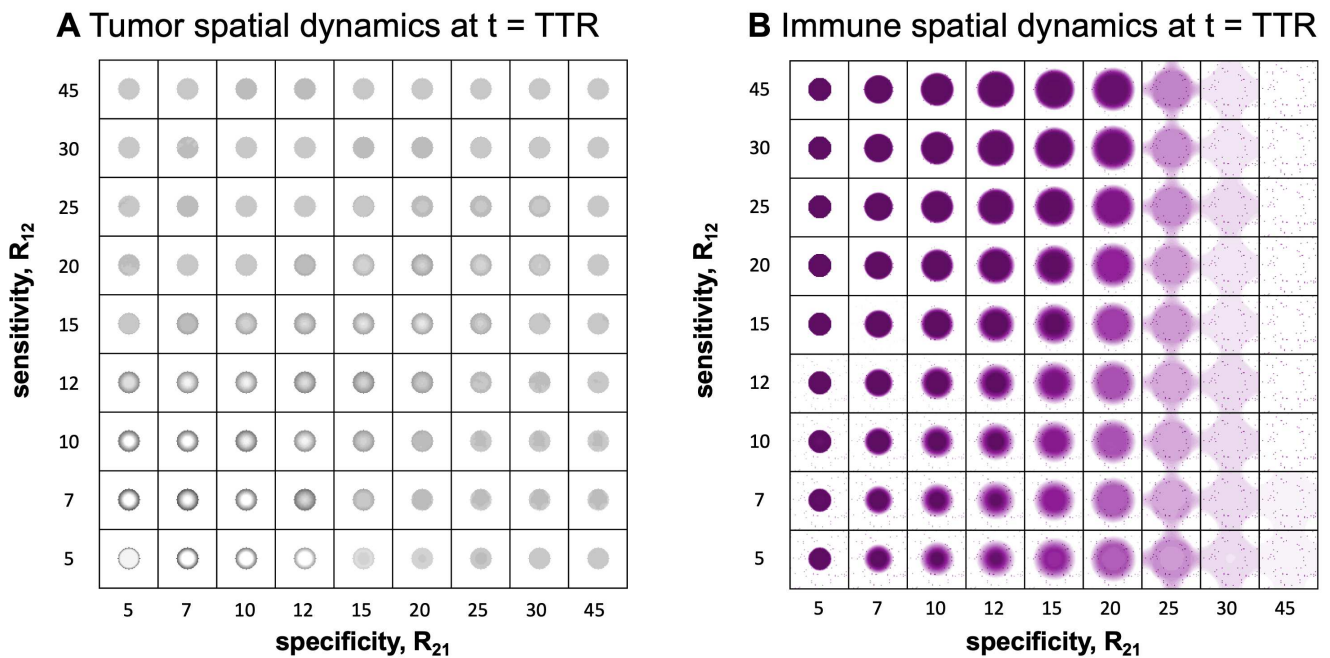 A Tumor spatial dynamics at t = TTR
45
30
25
20
15
12
10
7
5
sensitivity, R12
5 7 10 12 15 20 25 30 45
specificity, R21
B Immune spatial dynamics at t = TTR
45
30
25
20
15
12
10
7
5
sensitivity, R12
5 7 10 12 15 20 25 30 45
specificity, R21